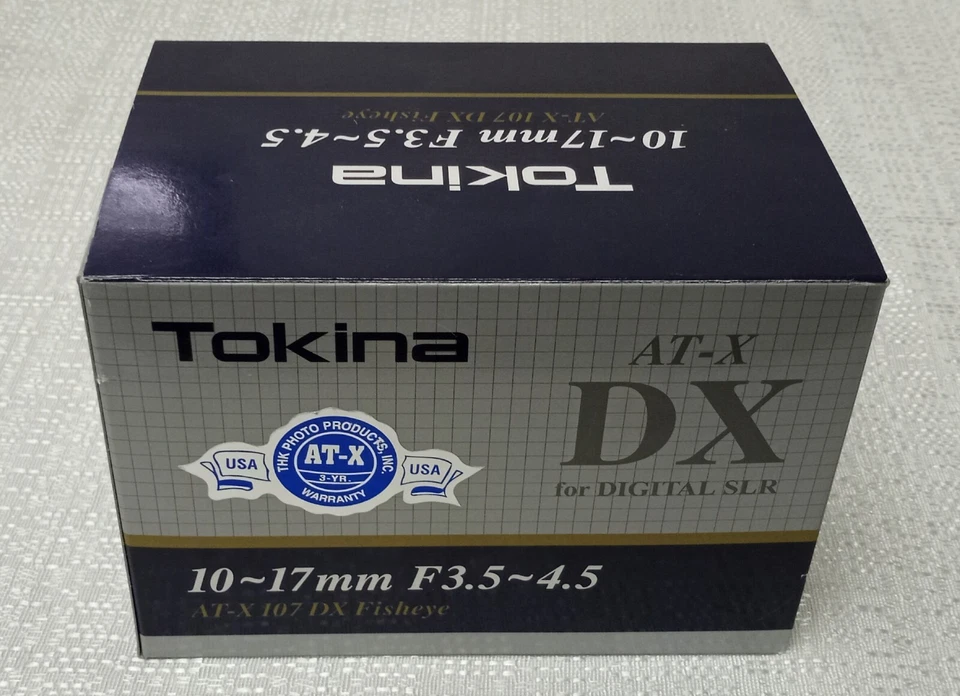 AT-X 107 DX Fisheye
10~17mm F3.5~4.5
Tokina
Tokina
AT-X
DX
for DIGITAL SLR
THK PHOTO PRODUCTS, INC.
USA
AT-X
USA
3-YR.
WARRANTY
10~17mm F3.5~4.5
AT-X 107 DX Fisheye